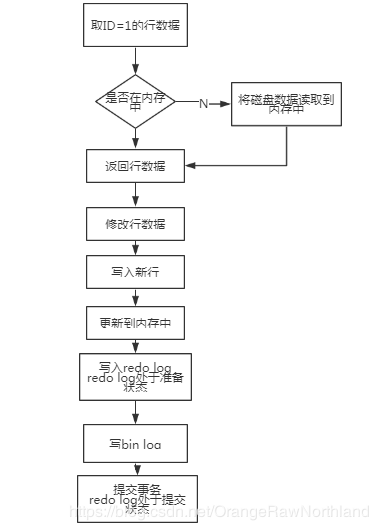 取ID=1的行数据
是否在内存
中
N
将磁盘数据读取到
内存中
返回行数据
修改行数据
写入新行
更新到内存中
写入redo log
redo log处于准备
状态
写bin log
提交事务
redo log处于提交
状态
https://blog.csdn.net/OrangeRawNorthland